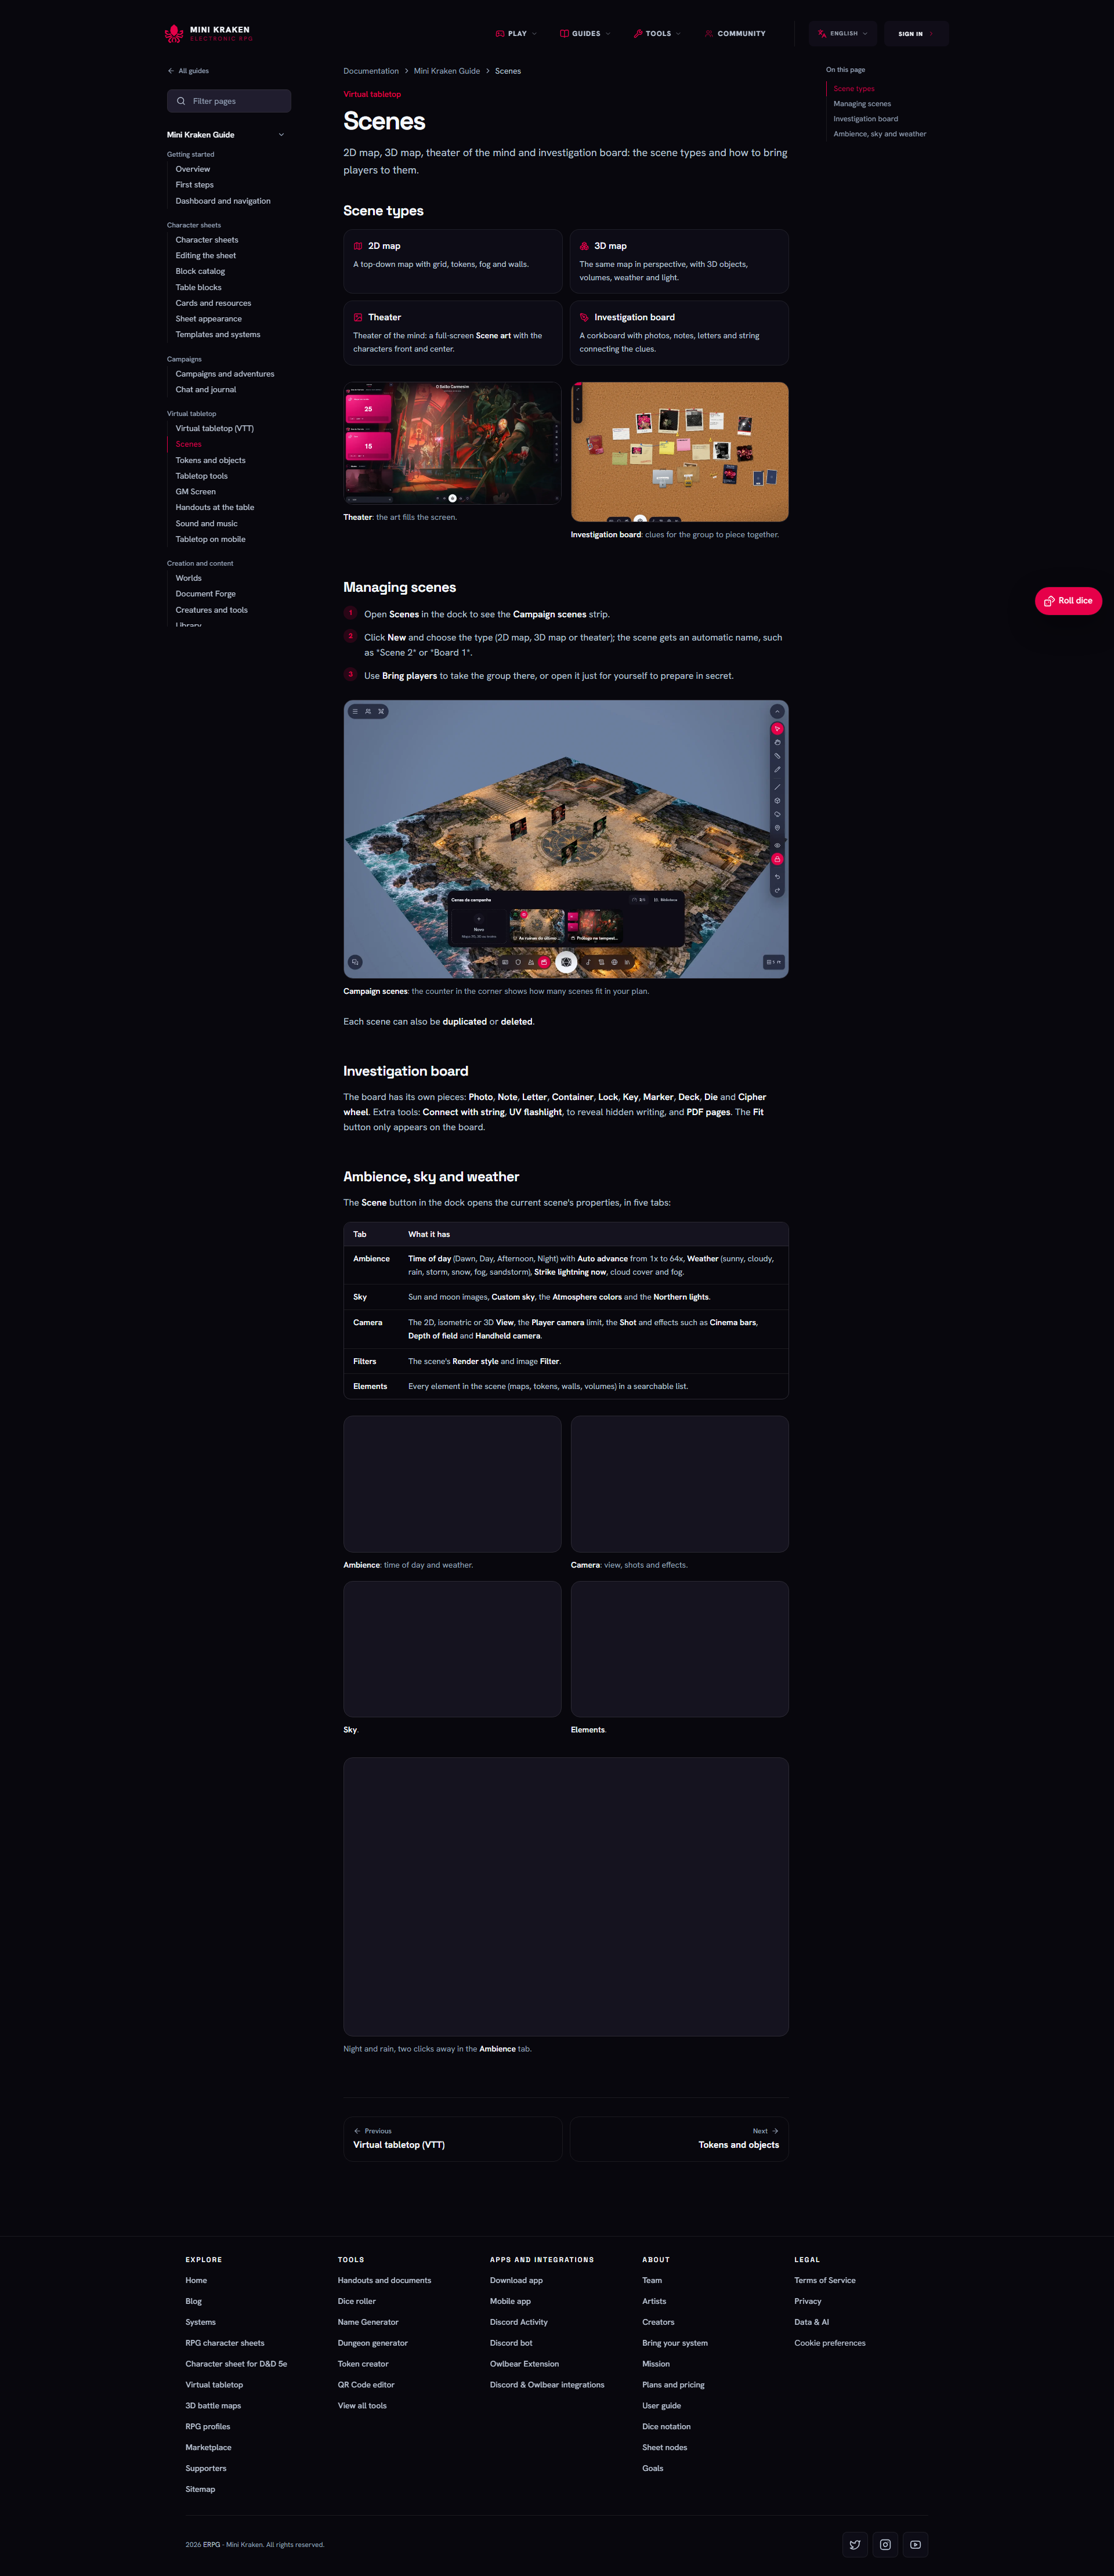 MINI KRAKEN
ELECTRONIC RPG
PLAY
GUIDES
TOOLS
COMMUNITY
ENGLISH
SIGN IN
All guides
Filter pages
Mini Kraken Guide
Getting started
Overview
First steps
Dashboard and navigation
Character sheets
Character sheets
Editing the sheet
Block catalog
Table blocks
Cards and resources
Sheet appearance
Templates and systems
Campaigns
Campaigns and adventures
Chat and journal
Virtual tabletop
Virtual tabletop (VTT)
Scenes
Tokens and objects
Tabletop tools
GM Screen
Handouts at the table
Sound and music
Tabletop on mobile
Creation and content
Worlds
Document Forge
Creatures and tools
Library
Documentation > Mini Kraken Guide > Scenes
Virtual tabletop
Scenes
2D map, 3D map, theater of the mind and investigation board: the scene types and how to bring
players to them.
Scene types
2D map
A top-down map with grid, tokens, fog and walls.
3D map
The same map in perspective, with 3D objects,
volumes, weather and light.
Theater
Theater of the mind: a full-screen Scene art with the
characters front and center.
Investigation board
A corkboard with photos, notes, letters and string
connecting the clues.
O Salão Carmesim
25
15
Theater: the art fills the screen.
Investigation board: clues for the group to piece together.
Managing scenes
1 Open Scenes in the dock to see the Campaign scenes strip.
2 Click New and choose the type (2D map, 3D map or theater); the scene gets an automatic name, such
as *Scene 2* or *Board 1*.
3 Use Bring players to take the group there, or open it just for yourself to prepare in secret.
Cenas da campanha
Biblioteca
Novo
As ruínas do último...
Prólogo na tempest...
Campaign scenes: the counter in the corner shows how many scenes fit in your plan.
Each scene can also be duplicated or deleted.
Investigation board
The board has its own pieces: Photo, Note, Letter, Container, Lock, Key, Marker, Deck, Die and Cipher
wheel. Extra tools: Connect with string, UV flashlight, to reveal hidden writing, and PDF pages. The Fit
button only appears on the board.
Ambience, sky and weather
The Scene button in the dock opens the current scene's properties, in five tabs:
Tab What it has
Ambience Time of day (Dawn, Day, Afternoon, Night) with Auto advance from 1x to 64x, Weather (sunny, cloudy,
rain, storm, snow, fog, sandstorm), Strike lightning now, cloud cover and fog.
Sky Sun and moon images, Custom sky, the Atmosphere colors and the Northern lights.
Camera The 2D, isometric or 3D View, the Player camera limit, the Shot and effects such as Cinema bars,
Depth of field and Handheld camera.
Filters The scene's Render style and image Filter.
Elements Every element in the scene (maps, tokens, walls, volumes) in a searchable list.
Ambience: time of day and weather.
Camera: view, shots and effects.
Sky.
Elements.
Night and rain, two clicks away in the Ambience tab.
Previous
Virtual tabletop (VTT)
Next
Tokens and objects
On this page
Scene types
Managing scenes
Investigation board
Ambience, sky and weather
Roll dice
EXPLORE
Home
Blog
Systems
RPG character sheets
Character sheet for D&D 5e
Virtual tabletop
3D battle maps
RPG profiles
Marketplace
Supporters
Sitemap
TOOLS
Handouts and documents
Dice roller
Name Generator
Dungeon generator
Token creator
QR Code editor
View all tools
APPS AND INTEGRATIONS
Download app
Mobile app
Discord Activity
Discord bot
Owlbear Extension
Discord & Owlbear integrations
ABOUT
Team
Artists
Creators
Bring your system
Mission
Plans and pricing
User guide
Dice notation
Sheet nodes
Goals
LEGAL
Terms of Service
Privacy
Data & AI
Cookie preferences
2026 ERPG - Mini Kraken. All rights reserved.